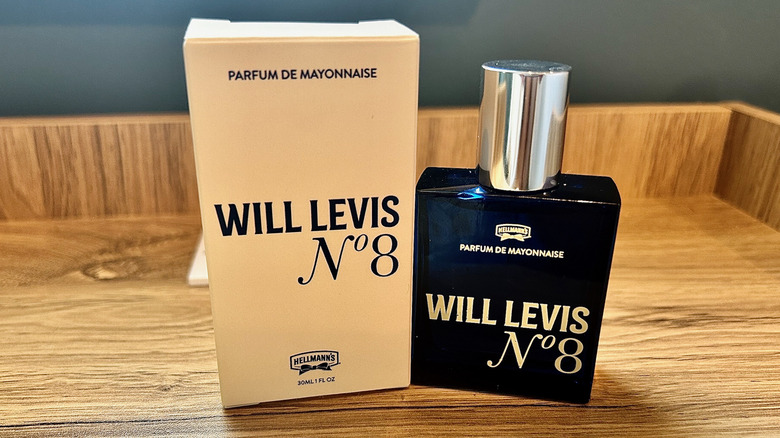 PARFUM DE MAYONNAISE
WILL LEVIS
Nº8
HELLMANN'S
30ML 1 FL OZ
HELLMANN'S
PARFUM DE MAYONNAISE
WILL LEVIS
Nº8